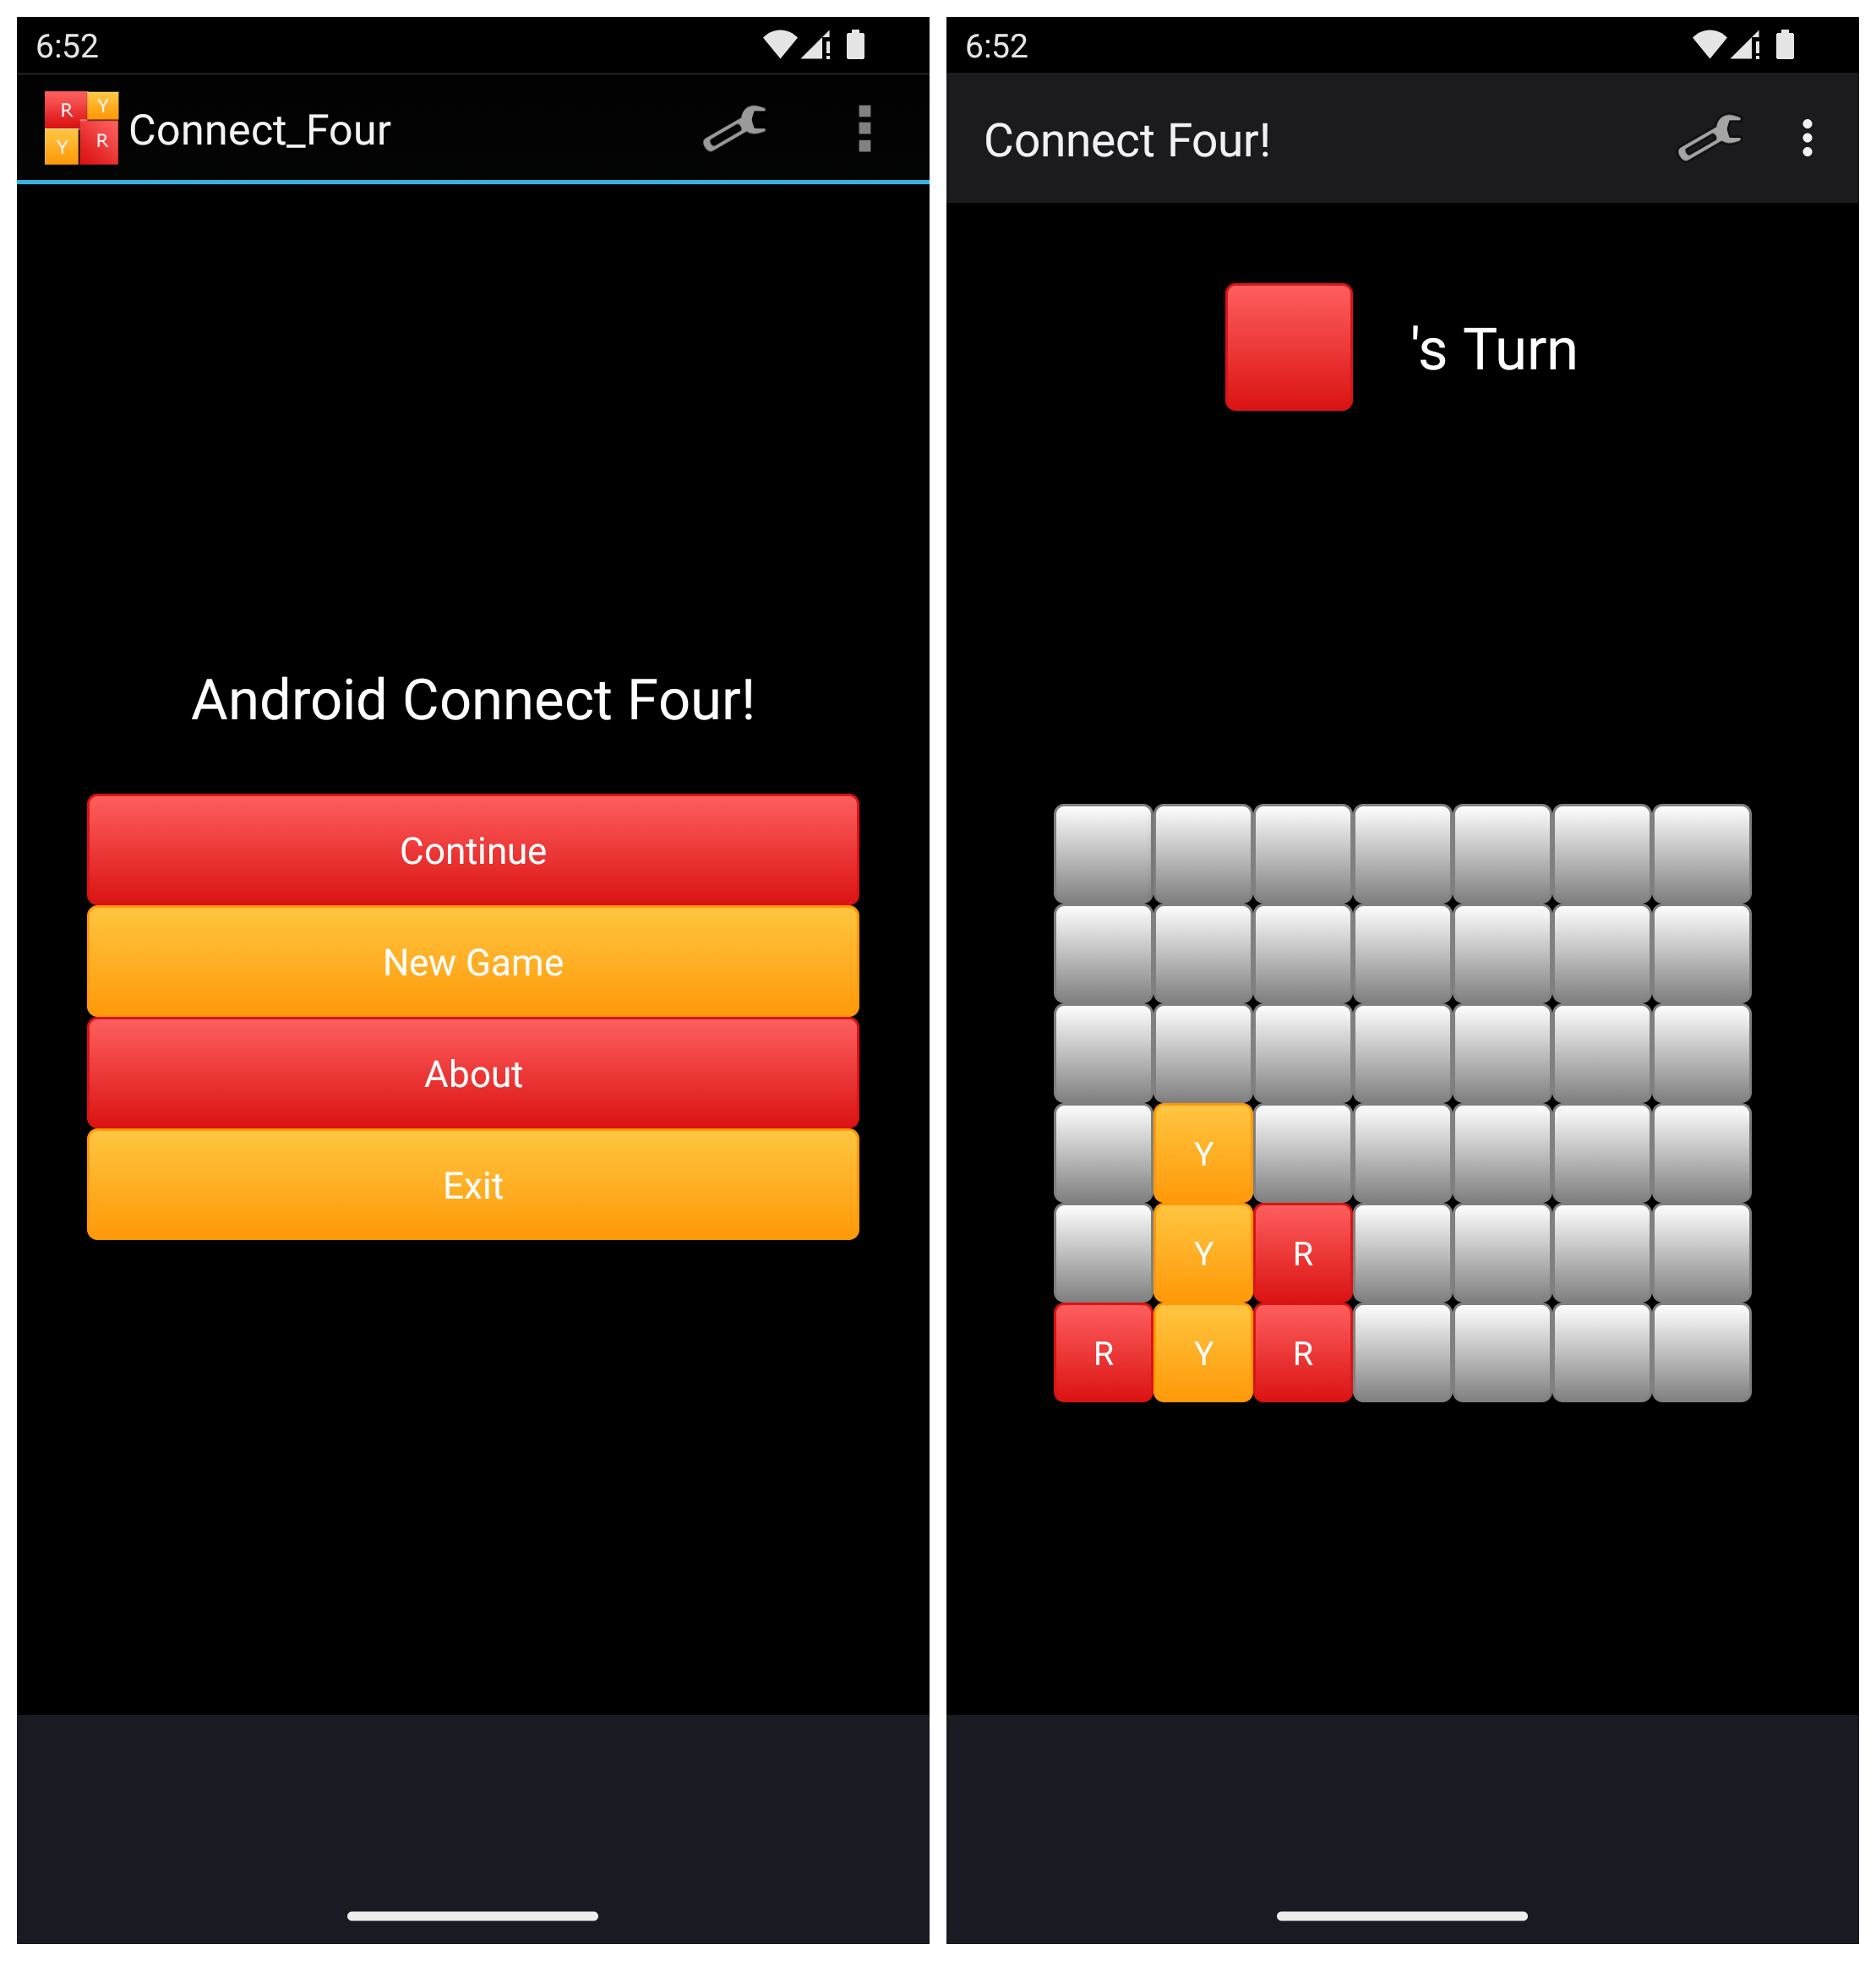 6:52
R Y
Y R
Connect_Four
Android Connect Four!
Continue
New Game
About
Exit
6:52
Connect Four!
's Turn
Y
Y R
R Y R